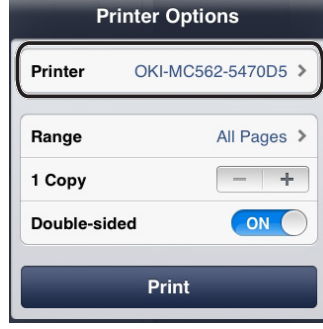 Printer Options
Printer OKI-MC562-5470D5 >
Range All Pages >
1 Copy − +
Double-sided ON
Print